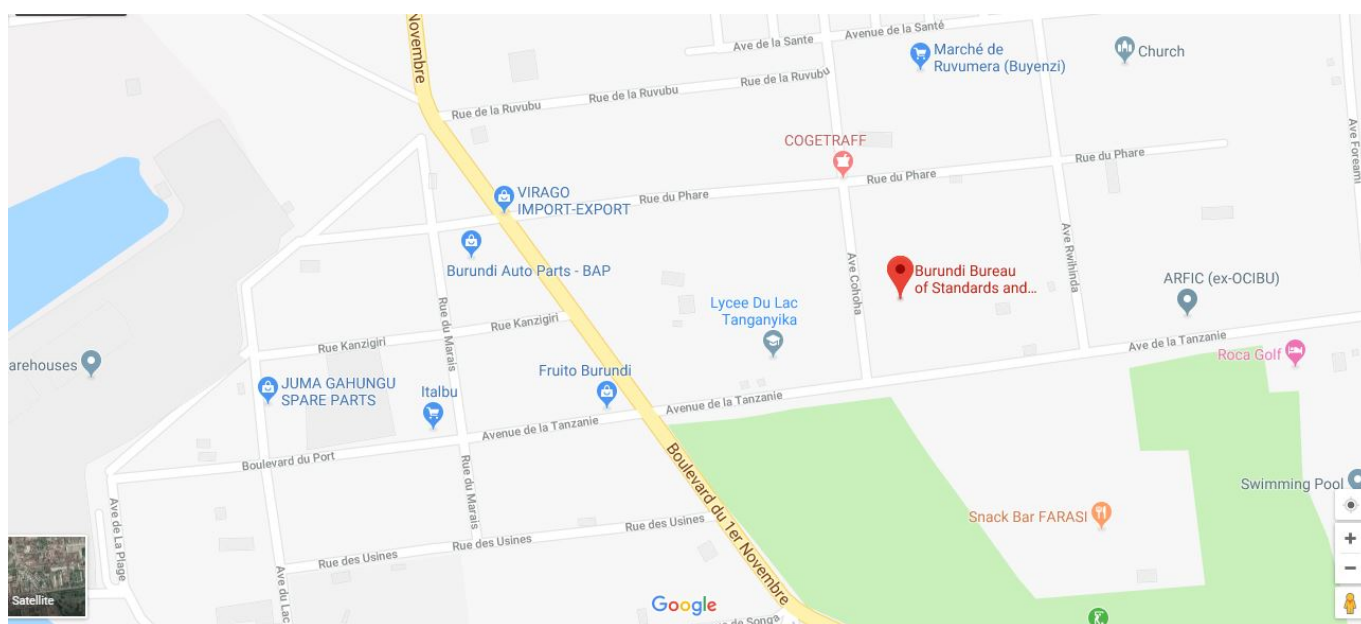 Novembre
Ave de la Sante
Avenue de la Santé
Marché de
Ruvumera (Buyenzi)
Church
Rue de la Ruvubu
Rue de la Ruvubu
Rue de la Ruvubu
Ave Foreami
COGETRAFF
Rue du Phare
Rue du Phare
Rue du Phare
VIRAGO
IMPORT-EXPORT
Burundi Auto Parts - BAP
Ave Cohoha
Ave Rwihinda
Burundi Bureau
of Standards and...
ARFIC (ex-OCIBU)
Lycee Du Lac
Tanganyika
Rue du Marais
Rue Kanzigiri
Rue Kanzigiri
Ave de la Tanzanie
Roca Golf
arehouses
JUMA GAHUNGU
SPARE PARTS
Italbu
Fruito Burundi
Avenue de la Tanzanie
Avenue de la Tanzanie
Boulevard du Port
Rue du Marais
Boulevard du 1er Novembre
Swimming Pool
Snack Bar FARASI
Ave de La Plage
Rue des Usines
Rue des Usines
Rue des Usines
Ave du Lac
Satellite
Google
de Songa